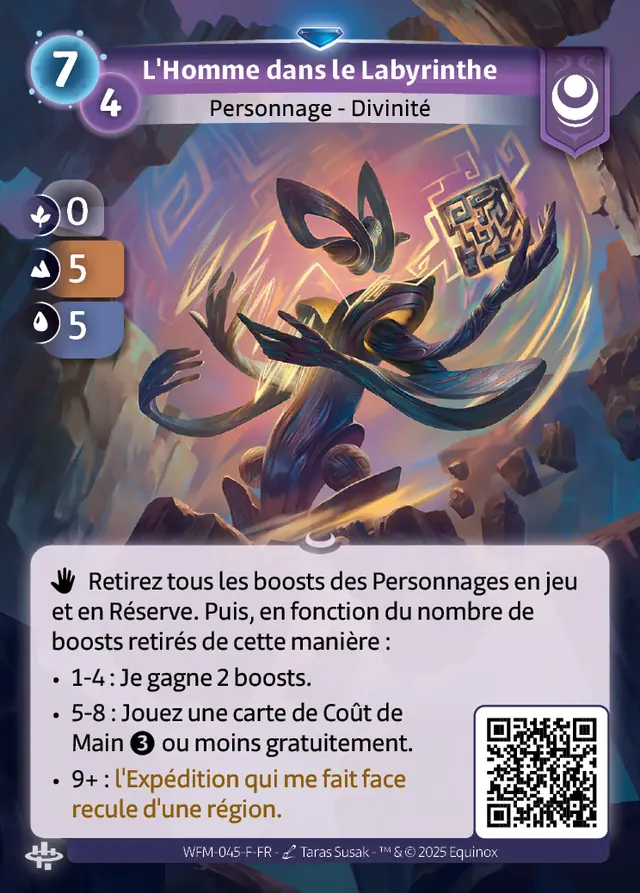 7
L'Homme dans le Labyrinthe
4
Personnage - Divinité
0
5
5
Retirez tous les boosts des Personnages en jeu
et en Réserve. Puis, en fonction du nombre de
boosts retirés de cette manière :
• 1-4 : Je gagne 2 boosts.
• 5-8 : Jouez une carte de Coût de
Main 3 ou moins gratuitement.
• 9+ : l'Expédition qui me fait face
recule d'une région.
WFM-045-F-FR - Taras Susak - ™ & © 2025 Equinox